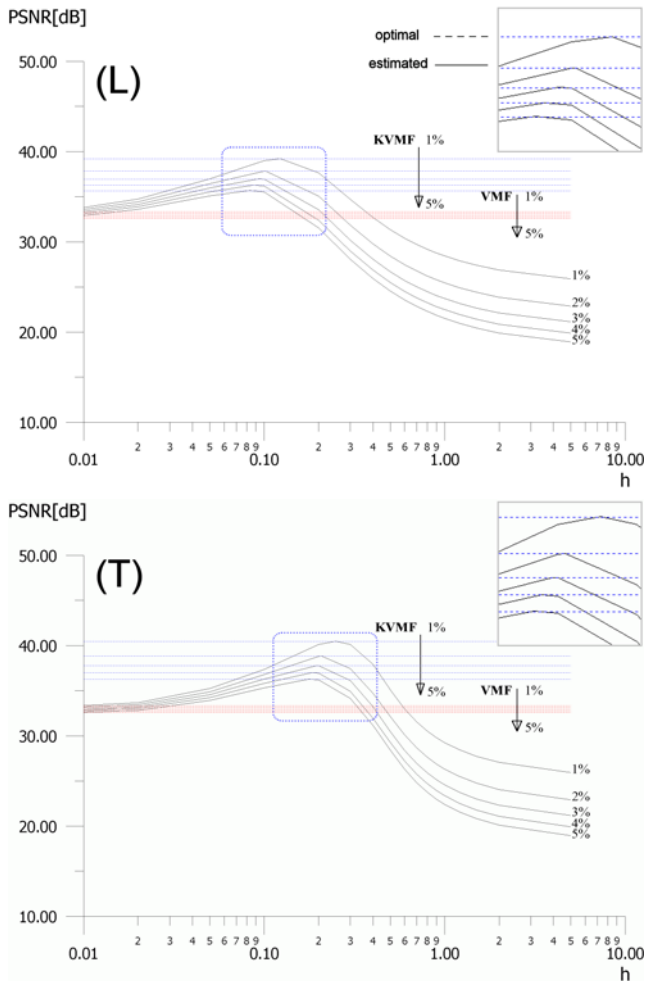 PSNR[dB]
optimal
estimated
50.00
(L)
KVMF 1%
40.00
5%
VMF 1%
5%
30.00
1%
2%
3%
4%
5%
20.00
10.00
2 3 4 5 6 7 8 9 2 3 4 5 6 7 8 9 2 3 4 5 6 7 8 9
0.01 0.10 1.00 10.00
h
PSNR[dB]
50.00
(T)
KVMF 1%
40.00
5%
VMF 1%
5%
30.00
1%
2%
3%
4%
5%
20.00
10.00
2 3 4 5 6 7 8 9 2 3 4 5 6 7 8 9 2 3 4 5 6 7 8 9
0.01 0.10 1.00 10.00
h